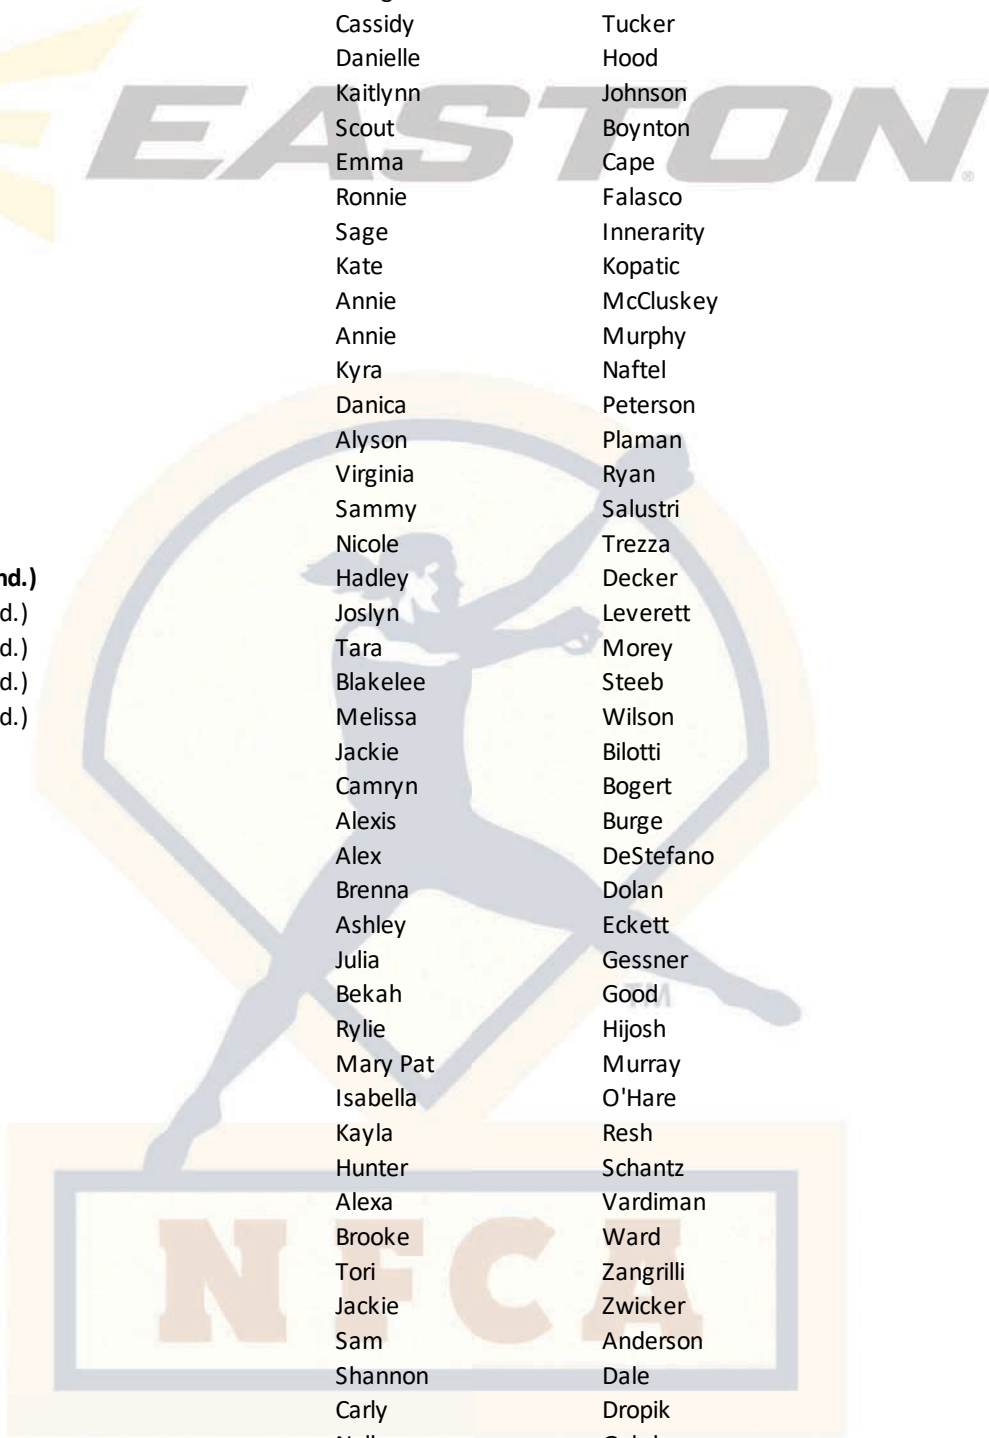 Cassidy Tucker
Danielle Hood
EASTON
Kaitlynn Johnson
Scout Boynton
Emma Cape
®
Ronnie Falasco
Sage Innerarity
Kate Kopatic
Annie McCluskey
Annie Murphy
Kyra Naftel
Danica Peterson
Alyson Plaman
Virginia Ryan
Sammy Salustri
Nicole Trezza
nd.) Hadley Decker
d.) Joslyn Leverett
d.) Tara Morey
d.) Blakelee Steeb
d.) Melissa Wilson
Jackie Bilotti
Camryn Bogert
Alexis Burge
Alex DeStefano
Brenna Dolan
Ashley Eckett
Julia Gessner
Bekah Good
TM
Rylie Hijosh
Mary Pat Murray
Isabella O'Hare
Kayla Resh
Hunter Schantz
Alexa Vardiman
Brooke Ward
NFCA
Tori Zangrilli
Jackie Zwicker
Sam Anderson
Shannon Dale
Carly Dropik